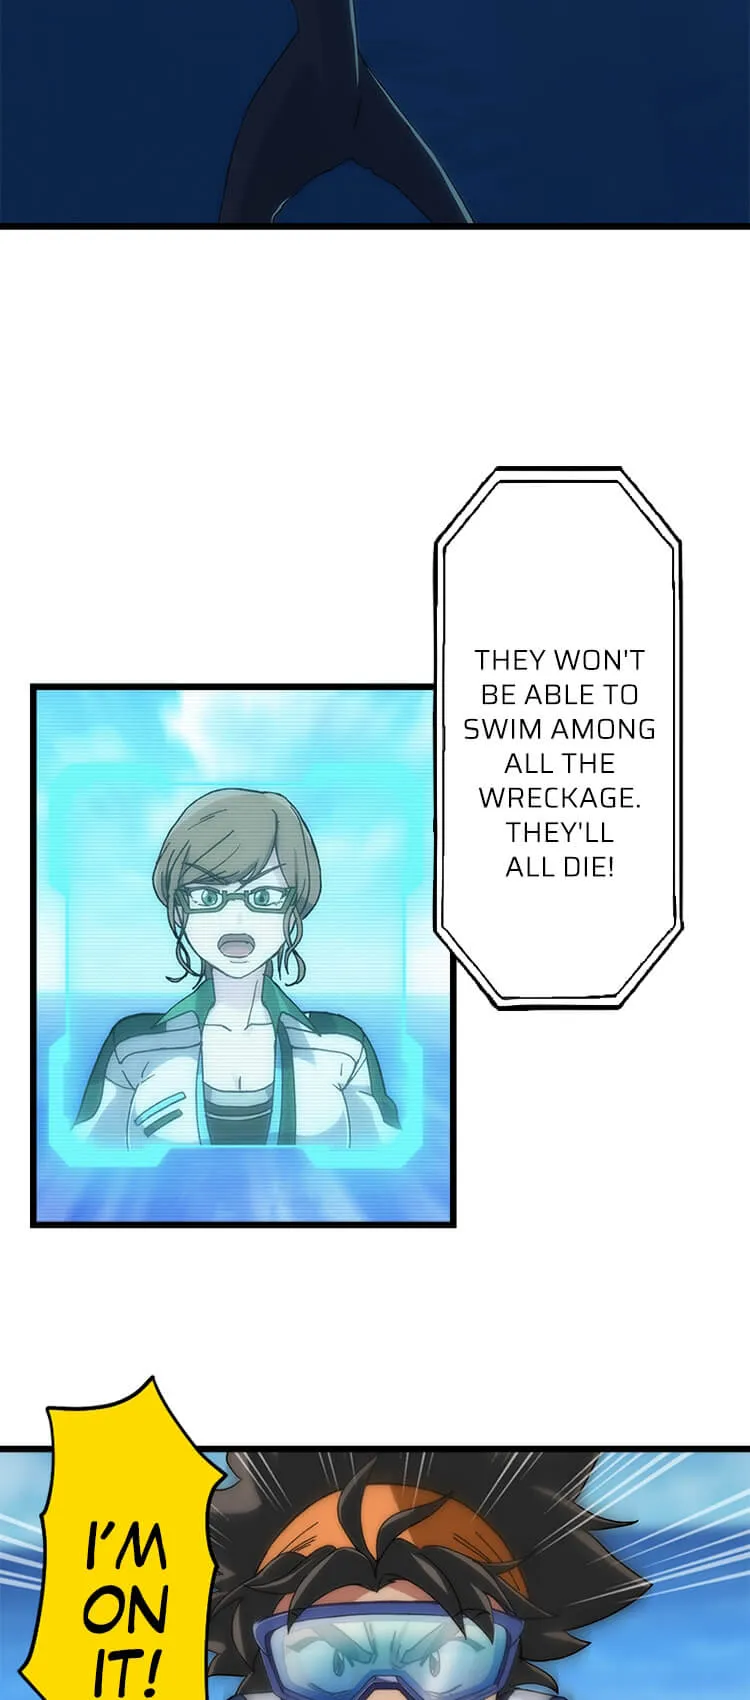 THEY WON'T
BE ABLE TO
SWIM AMONG
ALL THE
WRECKAGE.
THEY'LL
ALL DIE!
I'M
ON
IT!